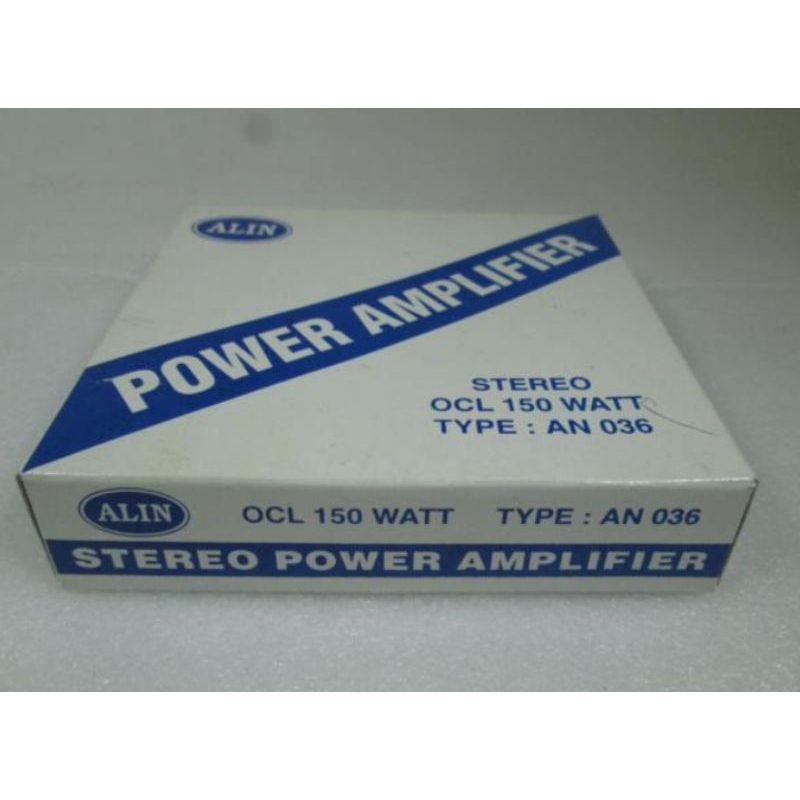 ALIN
POWER AMPLIFIER
STEREO
OCL 150 WATT
TYPE : AN 036
ALIN OCL 150 WATT TYPE : AN 036
STEREO POWER AMPLIFIER